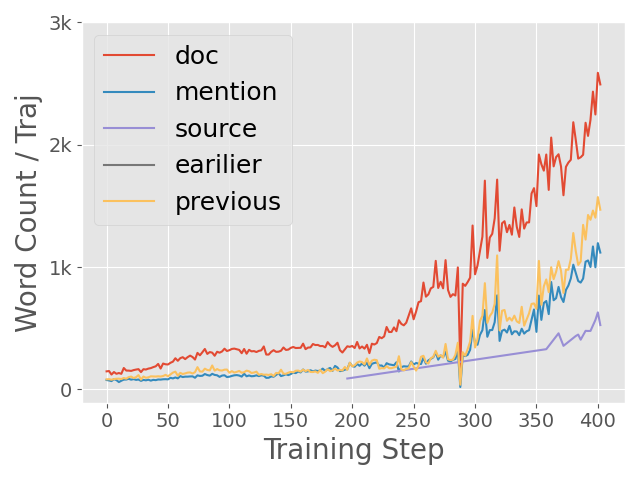 3k
2k
1k
0
Word Count / Traj
doc
mention
source
earilier
previous
0 50 100 150 200 250 300 350 400
Training Step